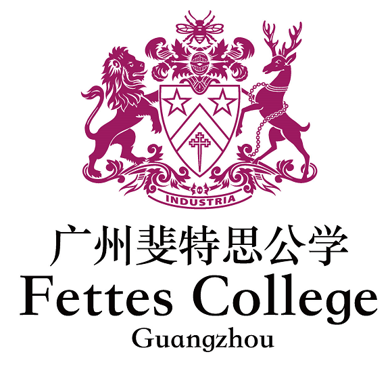 INDUSTRIA
广州斐特思公学
Fettes College
Guangzhou